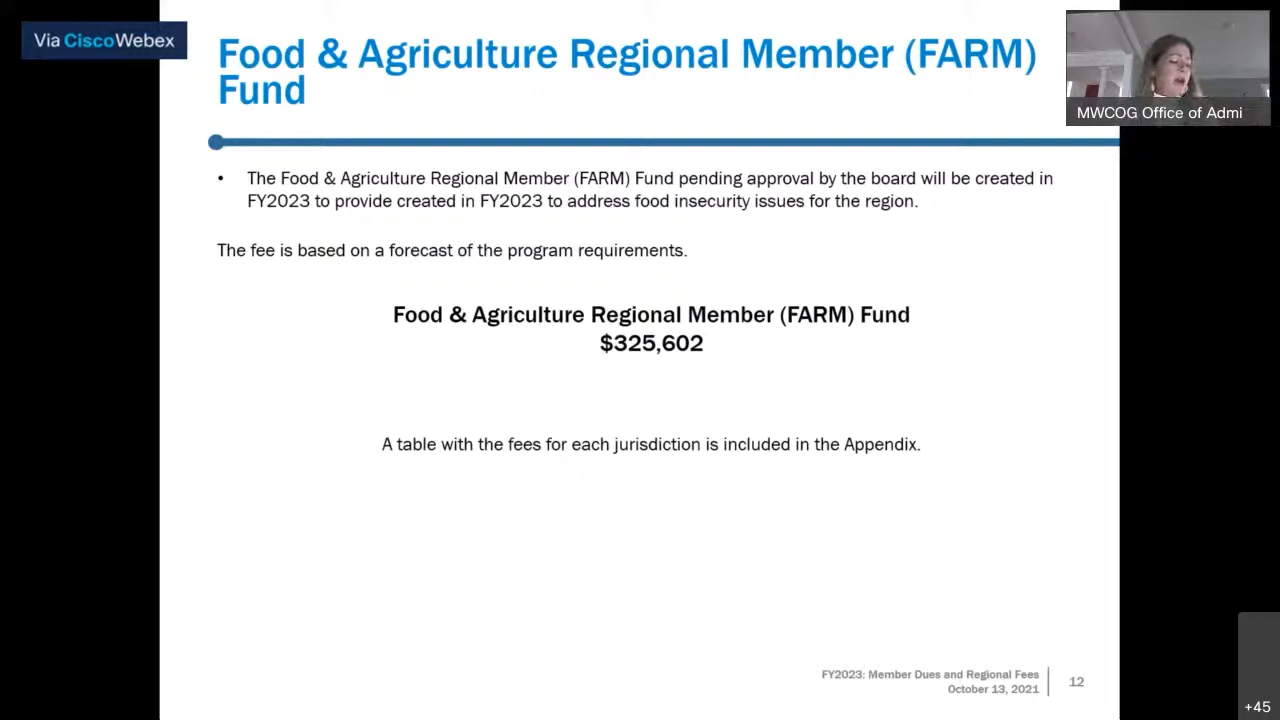 Via CiscoWebex
Food & Agriculture Regional Member (FARM)
Fund
MWCOG Office of Admi
• The Food & Agriculture Regional Member (FARM) Fund pending approval by the board will be created in
FY2023 to provide created in FY2023 to address food insecurity issues for the region.
The fee is based on a forecast of the program requirements.
Food & Agriculture Regional Member (FARM) Fund
$325,602
A table with the fees for each jurisdiction is included in the Appendix.
FY2023: Member Dues and Regional Fees
October 13, 2021
12
+45